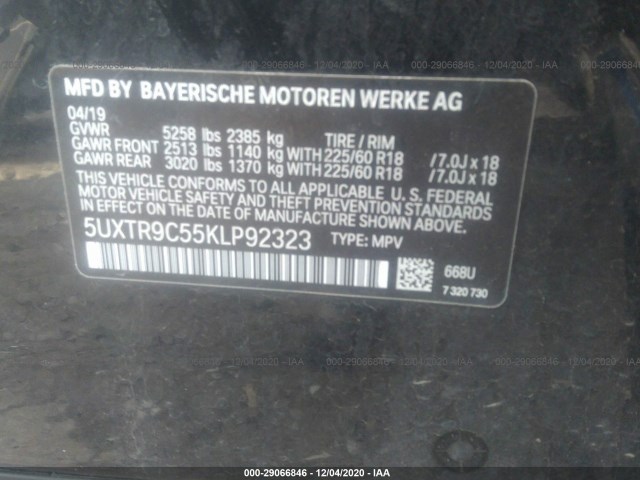 000-29066846 - 12/04/2020 - IAA
MFD BY BAYERISCHE MOTOREN WERKE AG
04/19
GVWR 5258 lbs 2385 kg TIRE / RIM
GAWR FRONT 2513 lbs 1140 kg WITH 225/60 R18 /7.0J x 18
GAWR REAR 3020 lbs 1370 kg WITH 225/60 R18 /7.0J x 18
THIS VEHICLE CONFORMS TO ALL APPLICABLE U. S. FEDERAL
MOTOR VEHICLE SAFETY AND THEFT PREVENTION STANDARDS
IN EFFECT ON THE DATE OF MANUFACTURE SHOWN ABOVE.
5UXTR9C55KLP92323 TYPE: MPV
668U
7 320 730
000-29066846 - 12/04/2020 - IAA